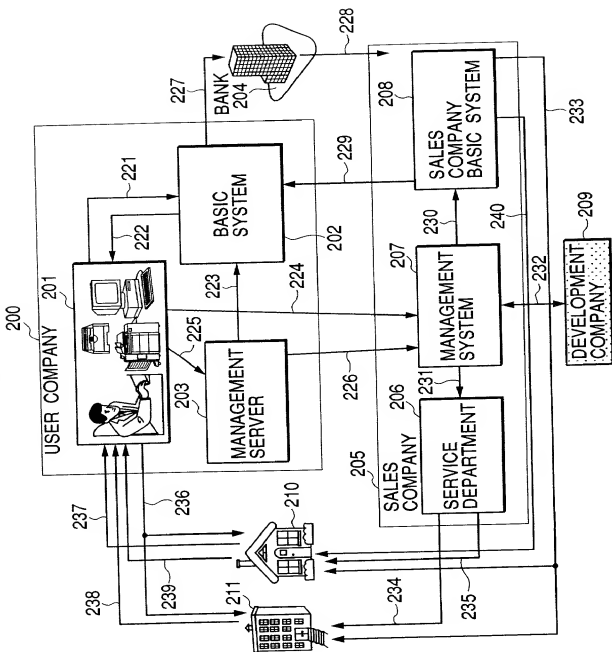 200
USER COMPANY
201
221
222
BASIC
SYSTEM
202
223
224
225
203
MANAGEMENT
SERVER
226
227
BANK
204
228
205
SALES
COMPANY
206
SERVICE
DEPARTMENT
231
207
MANAGEMENT
SYSTEM
230
229
208
SALES
COMPANY
BASIC SYSTEM
240
233
232
209
DEVELOPMENT
COMPANY
236
237
239
238
210
211
234
235